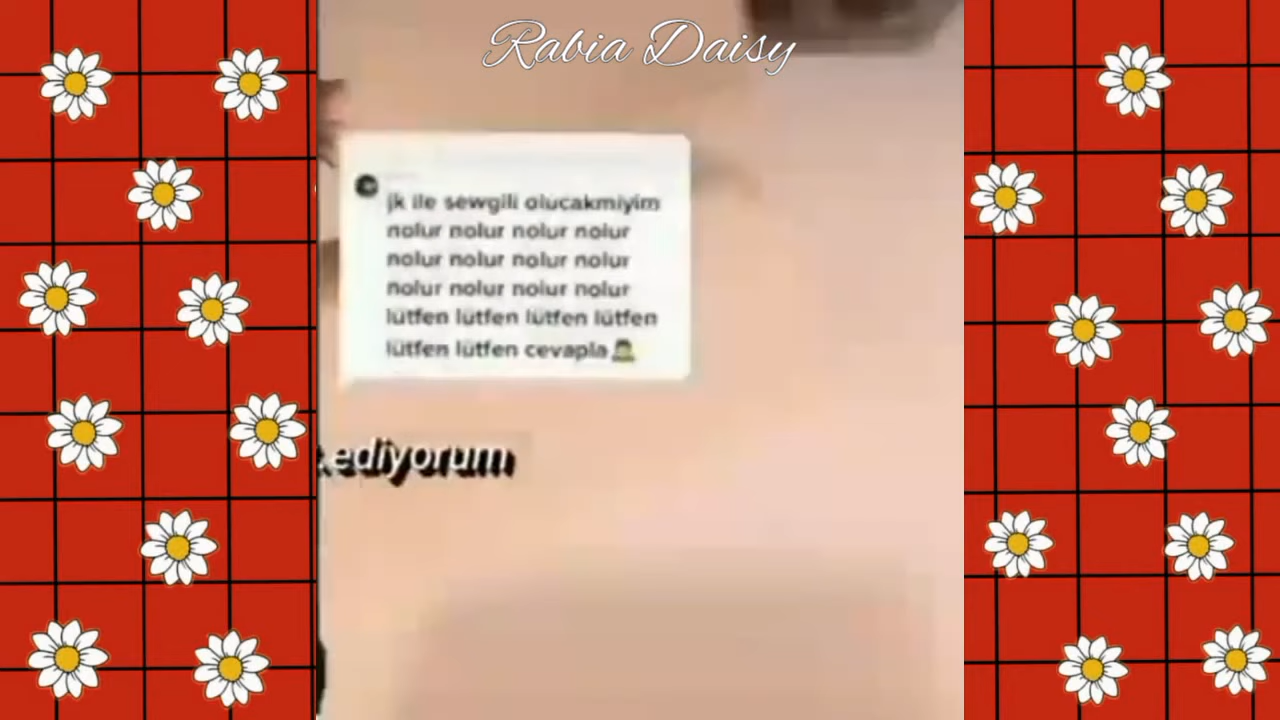 Rabia Daisy
jk ile sewgili olucakmiyim
nolur nolur nolur nolur
nolur nolur nolur nolur
nolur nolur nolur nolur
lütfen lütfen lütfen lütfen
lütfen lütfen cevapla
ediyorum